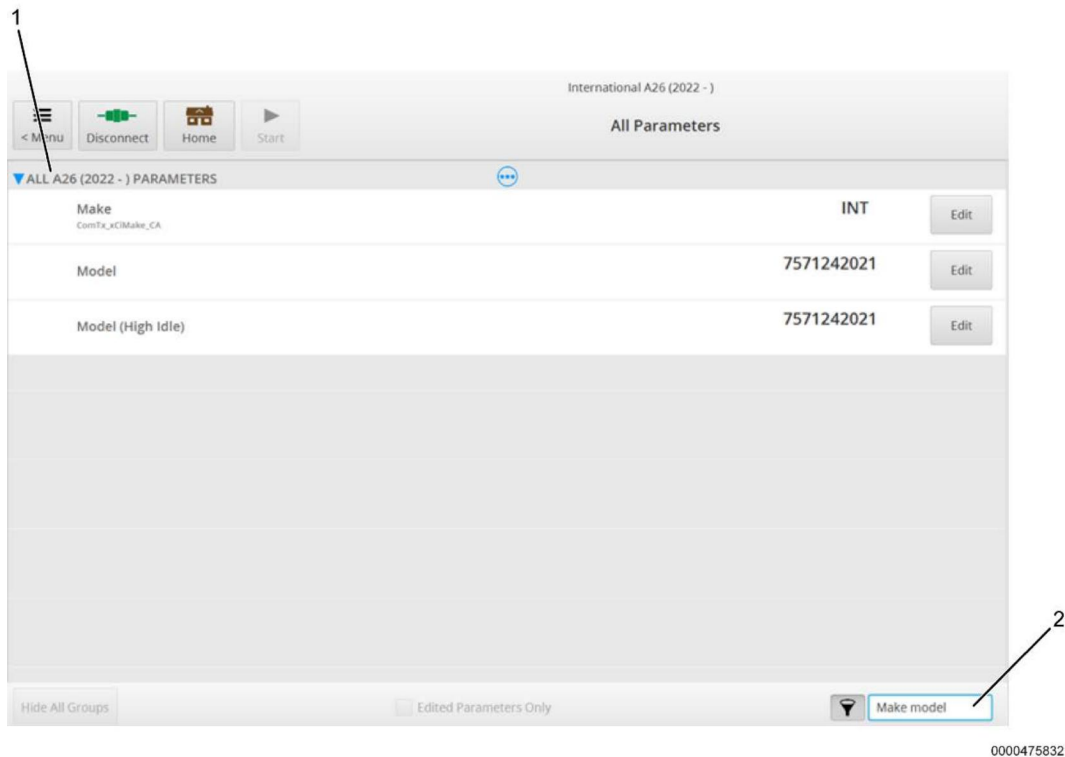 1
International A26 (2022 - )
< Menu
Disconnect
Home
Start
All Parameters
ALL A26 (2022 - ) PARAMETERS
Make
INT
Edit
ComTx_xCiMake_CA
Model
7571242021
Edit
Model (High Idle)
7571242021
Edit
2
Hide All Groups
Edited Parameters Only
Make model
0000475832